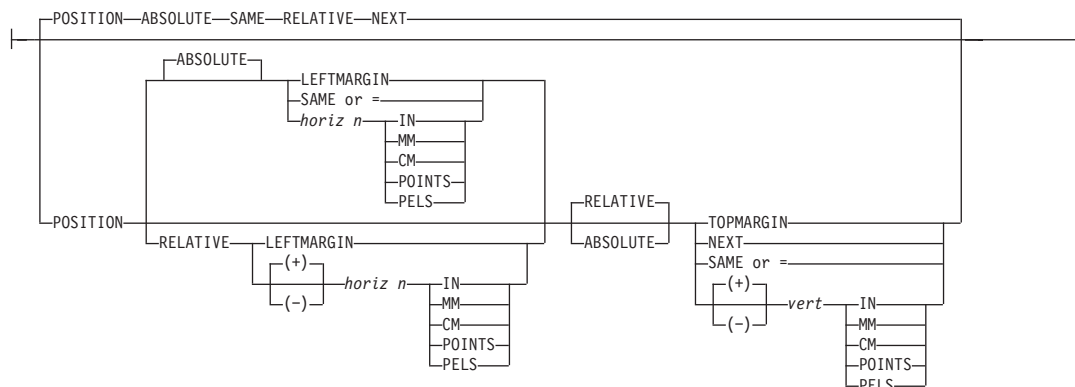 POSITION ABSOLUTE SAME RELATIVE NEXT
ABSOLUTE
LEFTMARGIN
SAME or =
horiz n IN
MM
CM
POINTS
PELS
POSITION
RELATIVE
ABSOLUTE
TOPMARGIN
NEXT
SAME or =
(+)
(-)
vert IN
MM
CM
POINTS
PELS
RELATIVE LEFTMARGIN
(+)
(-)
horiz n IN
MM
CM
POINTS
PELS